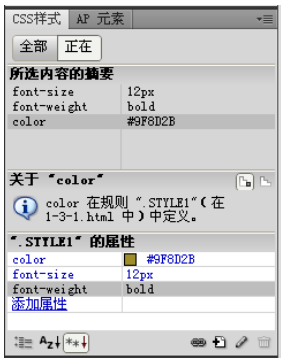 CSS样式 AP 元素
全部 正在
所选内容的摘要
font-size 12px
font-weight bold
color #9F8D2B
关于 "color"
color 在规则 ".STYLE1"(在
1-3-1.html 中)中定义。
".STYLE1" 的属性
color #9F8D2B
font-size 12px
font-weight bold
添加属性